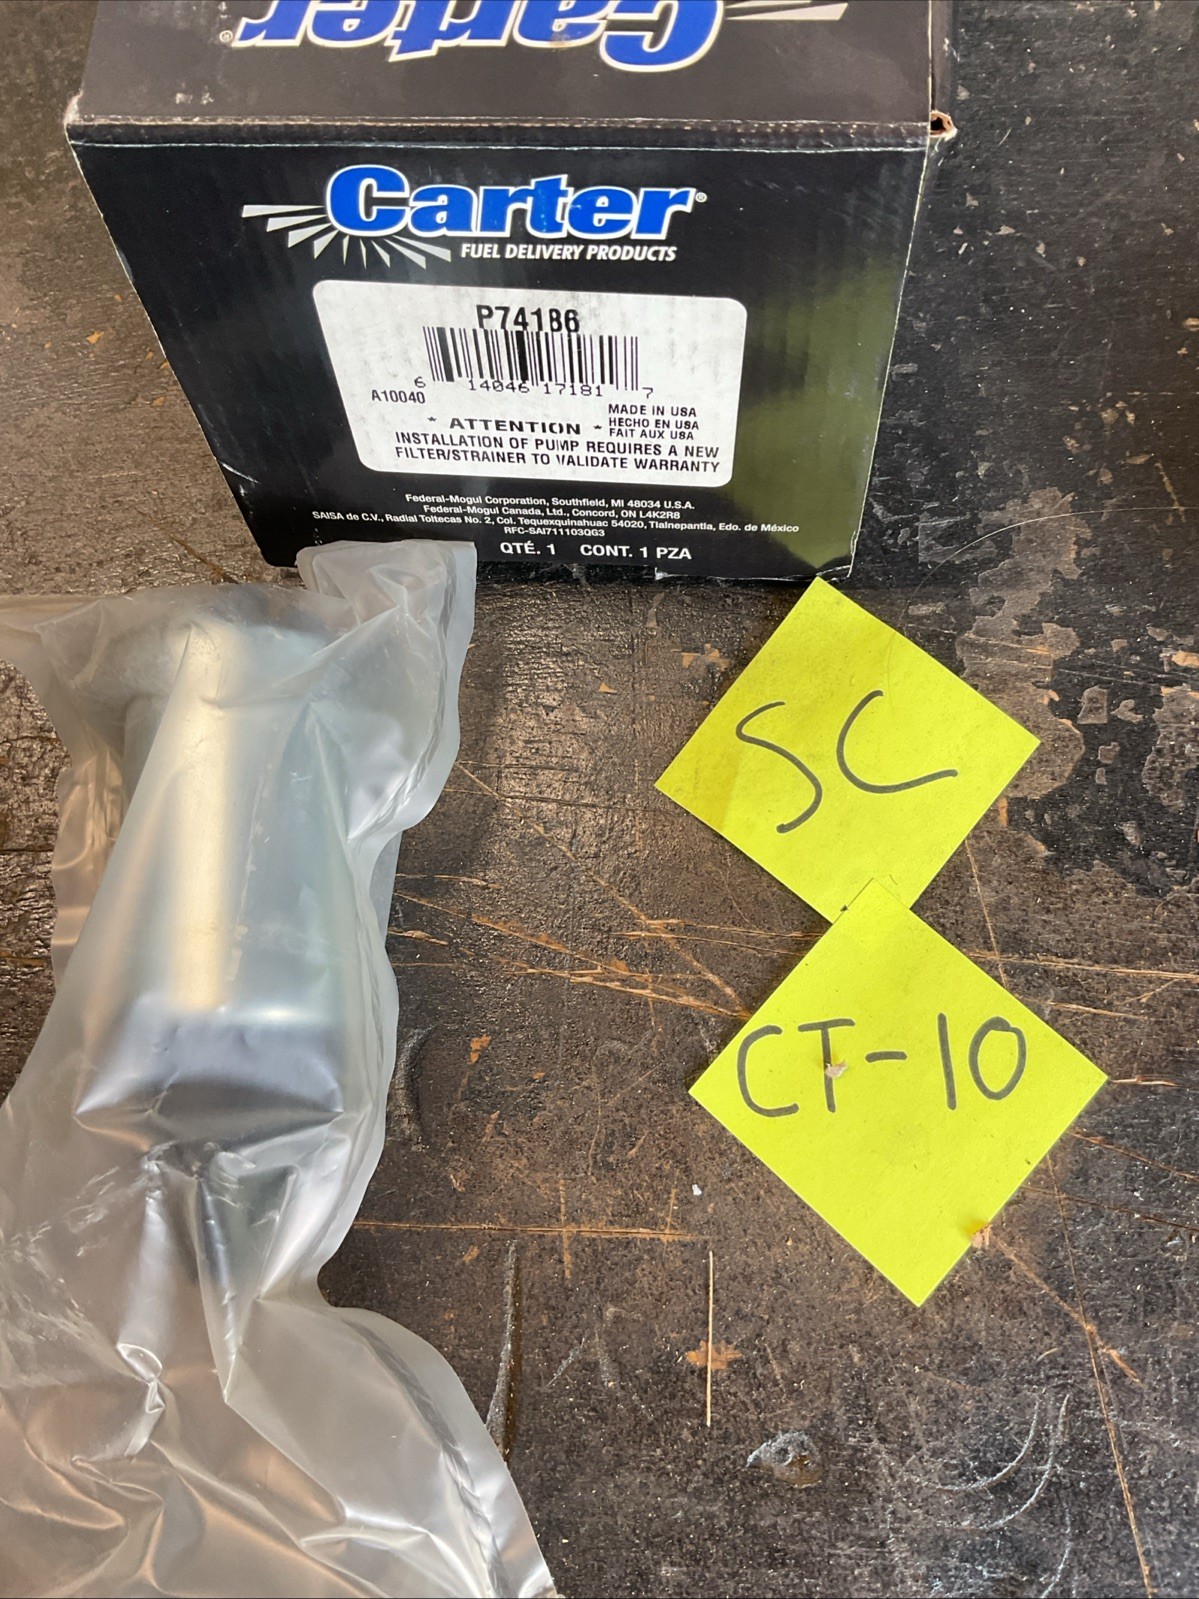 Carter®
Carter®
FUEL DELIVERY PRODUCTS
P74186
6 14046 17181 7
A10040
MADE IN USA
HECHO EN USA
FAIT AUX USA
* ATTENTION *
INSTALLATION OF PUMP REQUIRES A NEW
FILTER/STRAINER TO VALIDATE WARRANTY
Federal-Mogul Corporation, Southfield, MI 48034 U.S.A.
Federal-Mogul Canada, Ltd., Concord, ON L4K2R8
SAISA de C.V., Radial Toltecas No. 2, Col. Tequexquinahuac 54020, Tlalnepantla, Edo. de México
RFC-SAI711103QG3
QTÉ. 1 CONT. 1 PZA
SC
CT-10